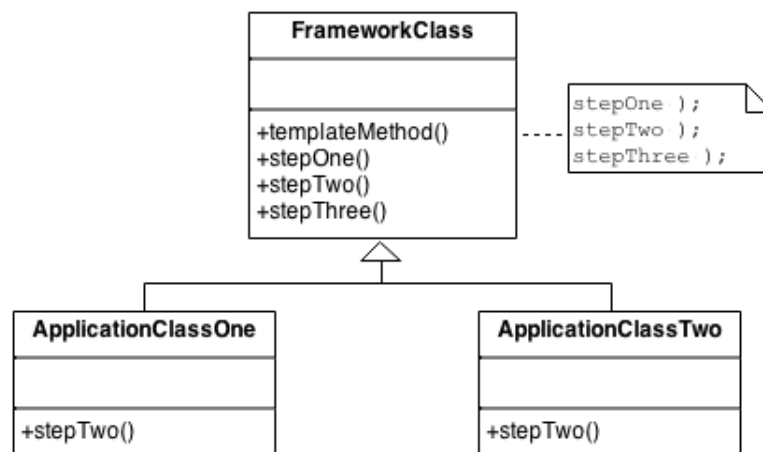 FrameworkClass
+templateMethod()
+stepOne()
+stepTwo()
+stepThree()
stepOne );
stepTwo );
stepThree );
ApplicationClassOne
+stepTwo()
ApplicationClassTwo
+stepTwo()